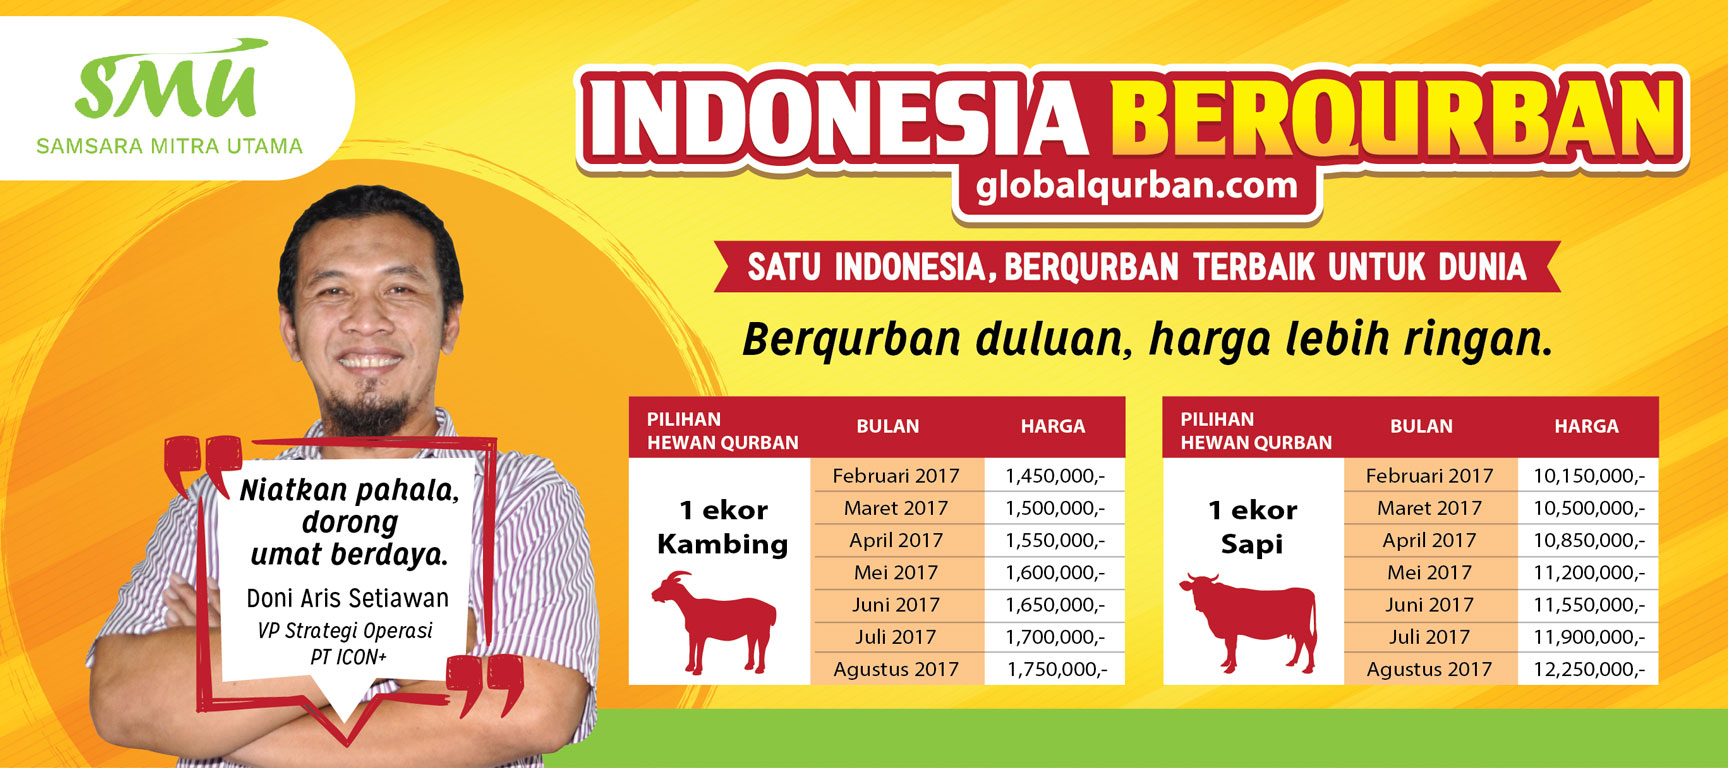 SMU
SAMSARA MITRA UTAMA
INDONESIA BERQURBAN
globalqurban.com
SATU INDONESIA, BERQURBAN TERBAIK UNTUK DUNIA
Berqurban duluan, harga lebih ringan.
Niatkan pahala,
dorong
umat berdaya.
Doni Aris Setiawan
VP Strategi Operasi
PT ICON+
PILIHAN
HEWAN QURBAN
BULAN
HARGA
1 ekor
Kambing
Februari 2017 1,450,000,-
Maret 2017 1,500,000,-
April 2017 1,550,000,-
Mei 2017 1,600,000,-
Juni 2017 1,650,000,-
Juli 2017 1,700,000,-
Agustus 2017 1,750,000,-
PILIHAN
HEWAN QURBAN
BULAN
HARGA
1 ekor
Sapi
Februari 2017 10,150,000,-
Maret 2017 10,500,000,-
April 2017 10,850,000,-
Mei 2017 11,200,000,-
Juni 2017 11,550,000,-
Juli 2017 11,900,000,-
Agustus 2017 12,250,000,-